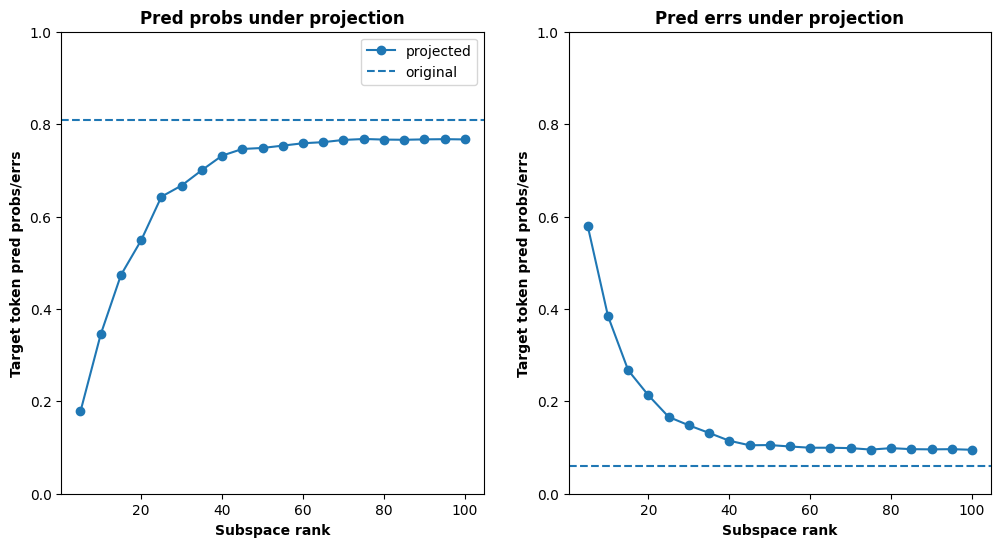 Pred probs under projection
Target token pred probs/errs
1.0
0.8
0.6
0.4
0.2
0.0
projected
original
20
40
60
80
100
Subspace rank
Pred errs under projection
Target token pred probs/errs
1.0
0.8
0.6
0.4
0.2
0.0
20
40
60
80
100
Subspace rank